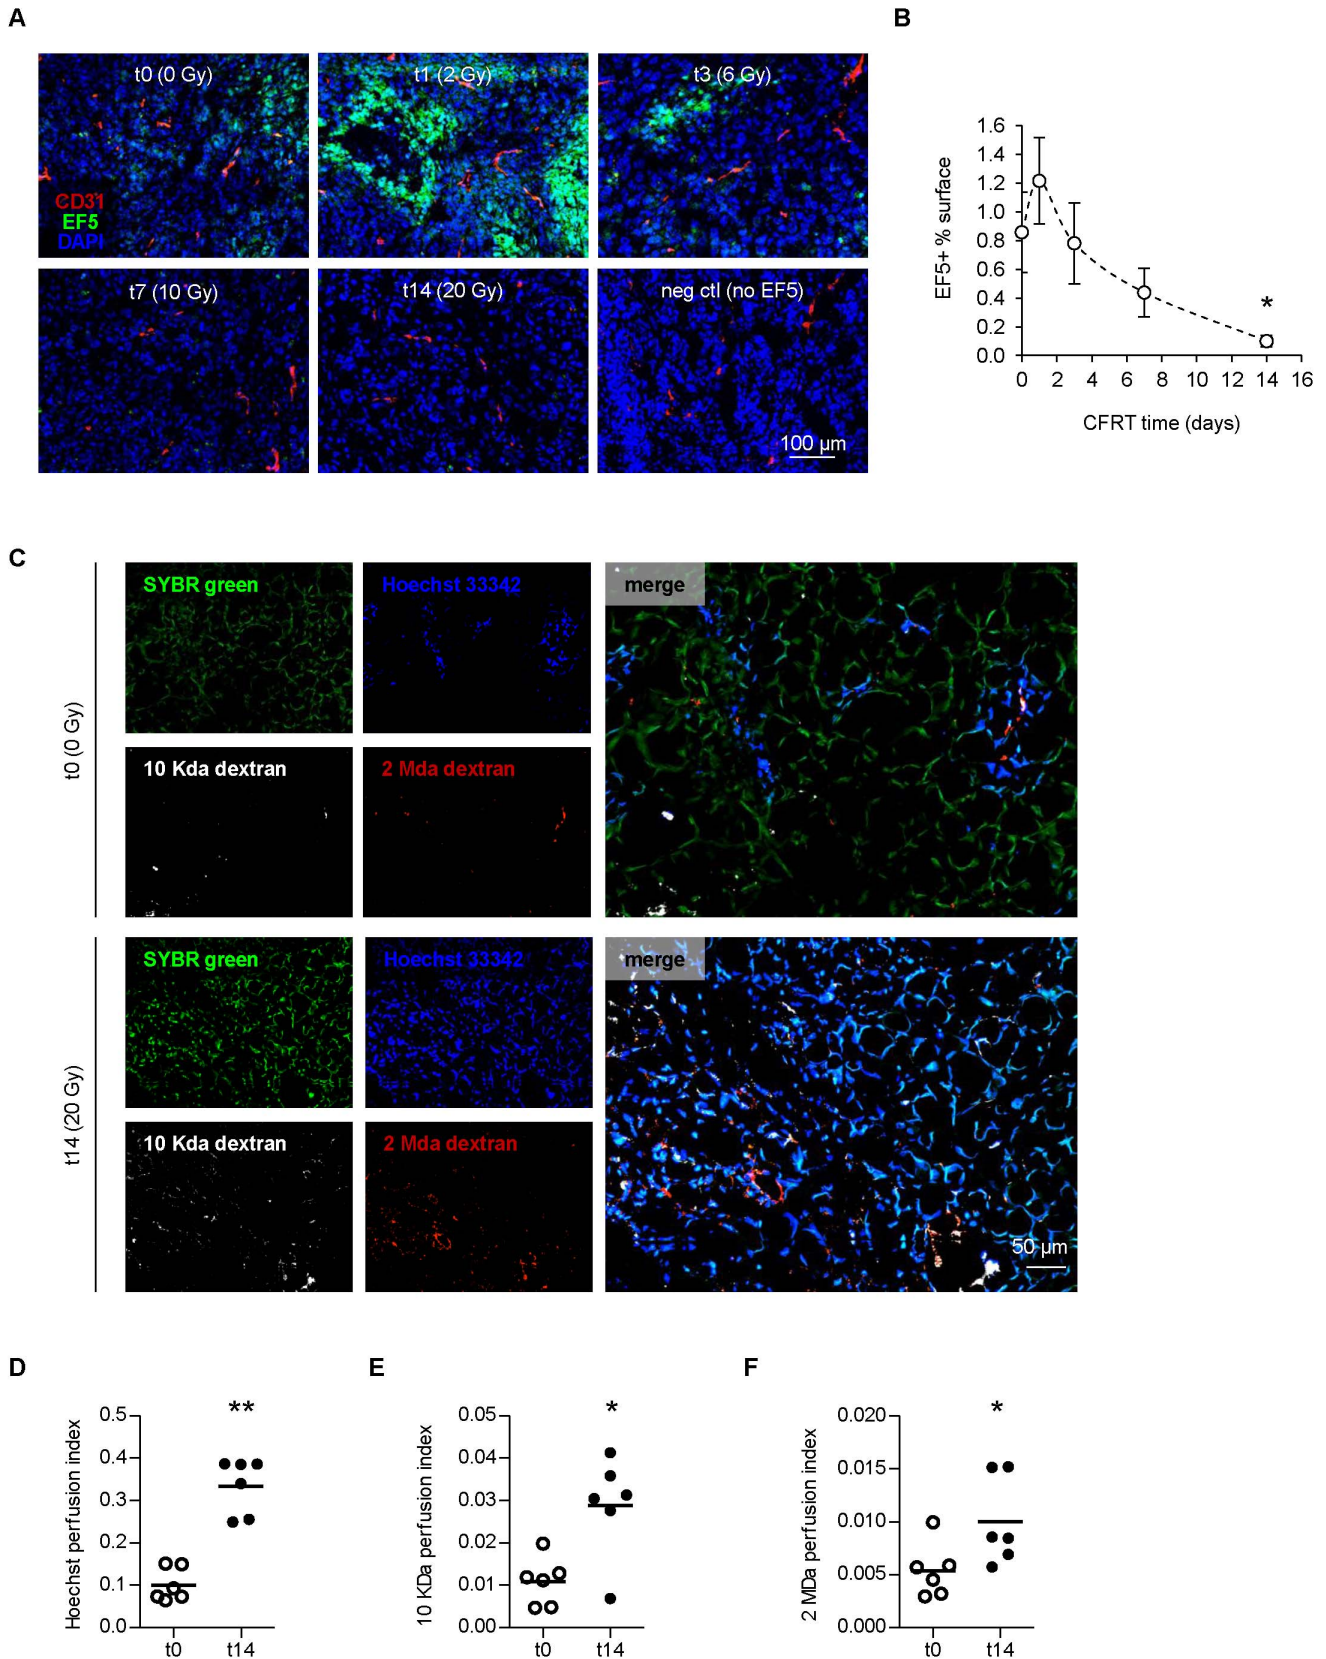 A
B
t0 (0 Gy)
t1 (2 Gy)
t3 (6 Gy)
CD31
EF5
DAPI
t7 (10 Gy)
t14 (20 Gy)
neg ctl (no EF5)
100 µm
EF5+ % surface
1.6
1.4
1.2
1.0
0.8
0.6
0.4
0.2
0.0
*
0 2 4 6 8 10 12 14 16
CFRT time (days)
C
t0 (0 Gy)
SYBR green
Hoechst 33342
merge
10 Kda dextran
2 Mda dextran
t14 (20 Gy)
SYBR green
Hoechst 33342
merge
10 Kda dextran
2 Mda dextran
50 µm
D
Hoechst perfusion index
0.5
0.4
0.3
0.2
0.1
0.0
**
t0 t14
E
10 KDa perfusion index
0.05
0.04
0.03
0.02
0.01
0.00
*
t0 t14
F
2 MDa perfusion index
0.020
0.015
0.010
0.005
0.000
*
t0 t14